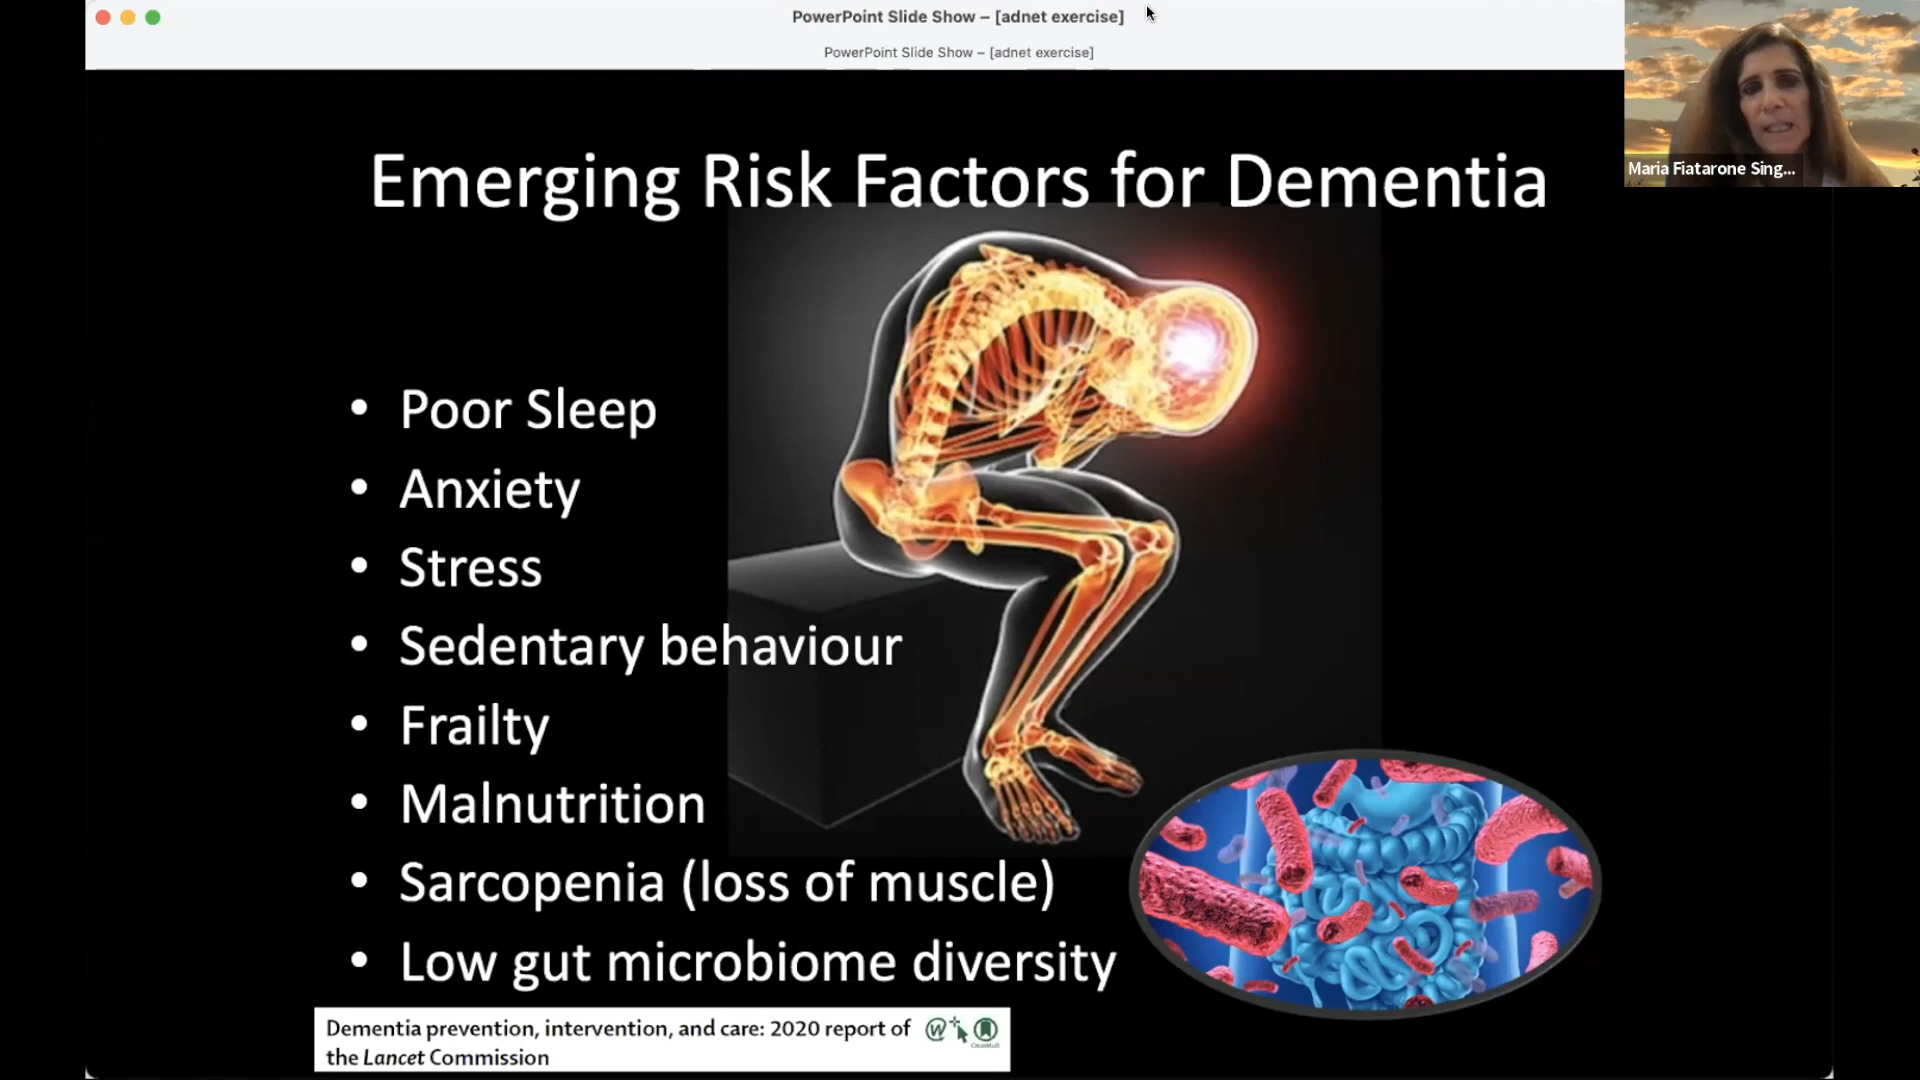 PowerPoint Slide Show – [adnet exercise]
PowerPoint Slide Show – [adnet exercise]
Maria Fiatarone Sing...
Emerging Risk Factors for Dementia
• Poor Sleep
• Anxiety
• Stress
• Sedentary behaviour
• Frailty
• Malnutrition
• Sarcopenia (loss of muscle)
• Low gut microbiome diversity
Dementia prevention, intervention, and care: 2020 report of
the Lancet Commission
CrossMark